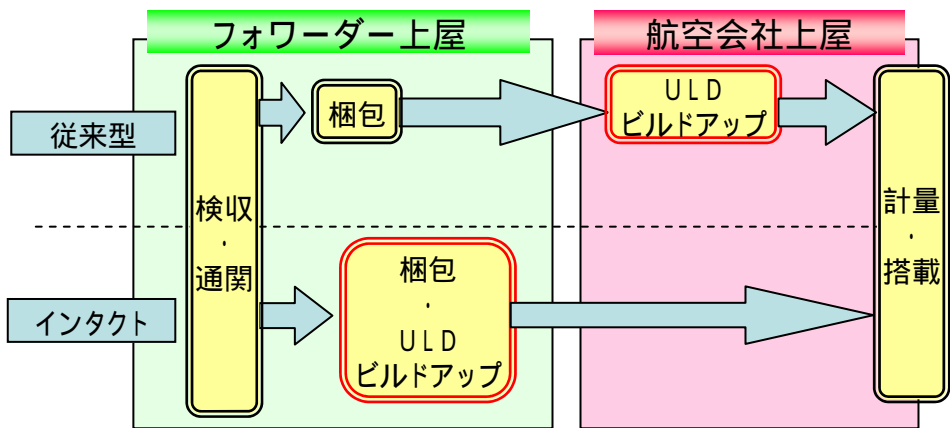 フォワーダー上屋
航空会社上屋
従来型
検収
・
通関
梱包
ＵＬＤ
ビルドアップ
計量
・
搭載
インタクト
梱包
・
ＵＬＤ
ビルドアップ